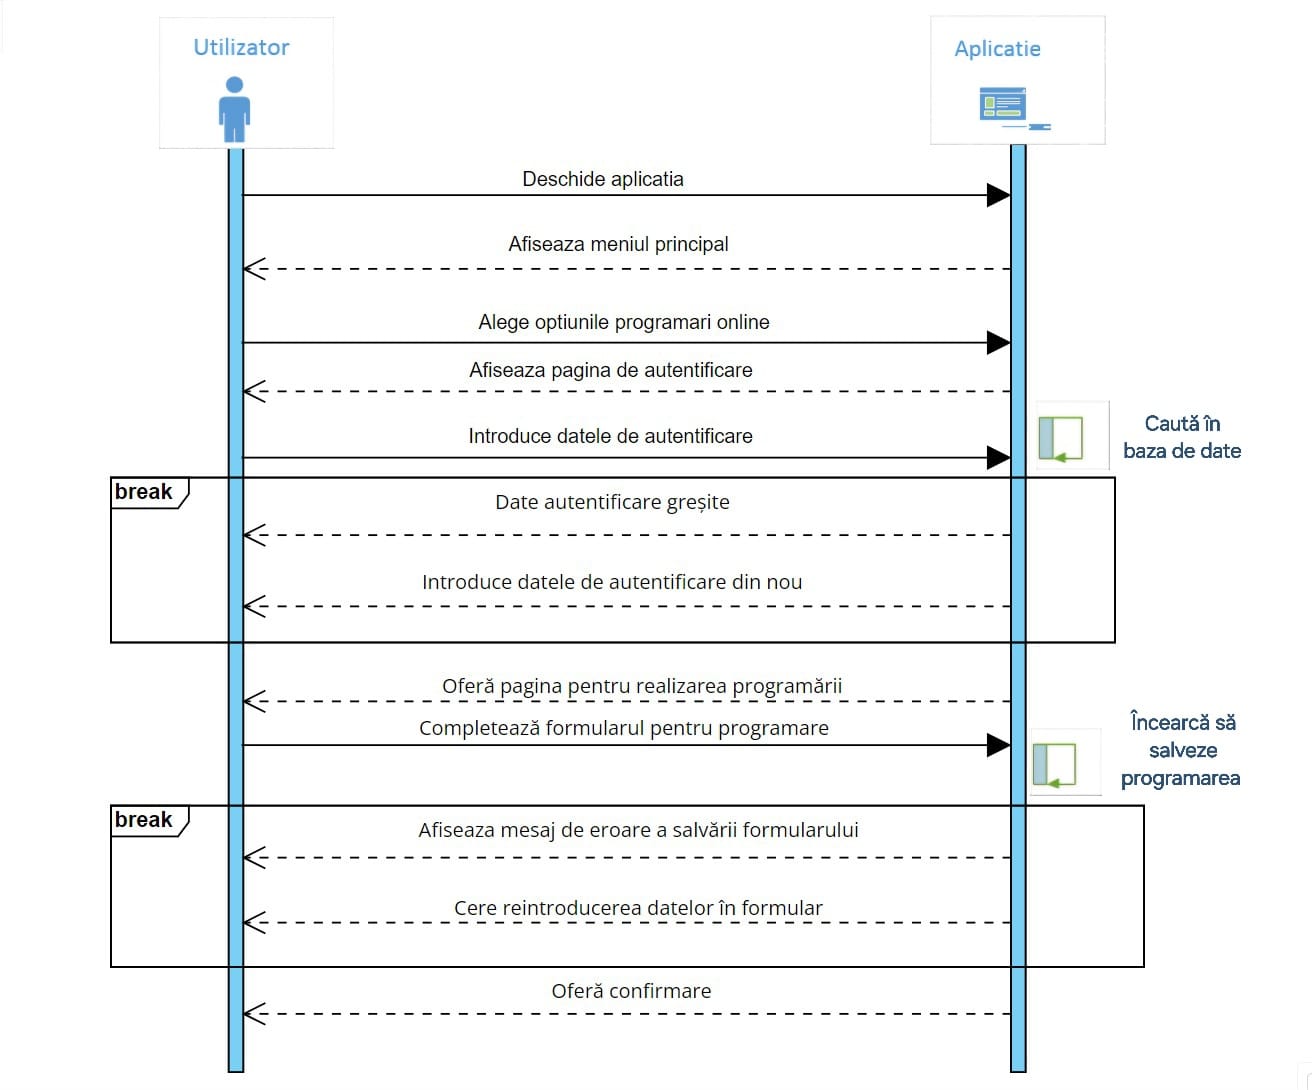 Utilizator
Aplicatie
Deschide aplicatia
Afiseaza meniul principal
Alege optiunile programari online
Afiseaza pagina de autentificare
Introduce datele de autentificare
Caută în
baza de date
break
Date autentificare greșite
Introduce datele de autentificare din nou
Oferă pagina pentru realizarea programării
Completează formularul pentru programare
Încearcă să
salveze
programarea
break
Afiseaza mesaj de eroare a salvării formularului
Cere reintroducerea datelor în formular
Oferă confirmare